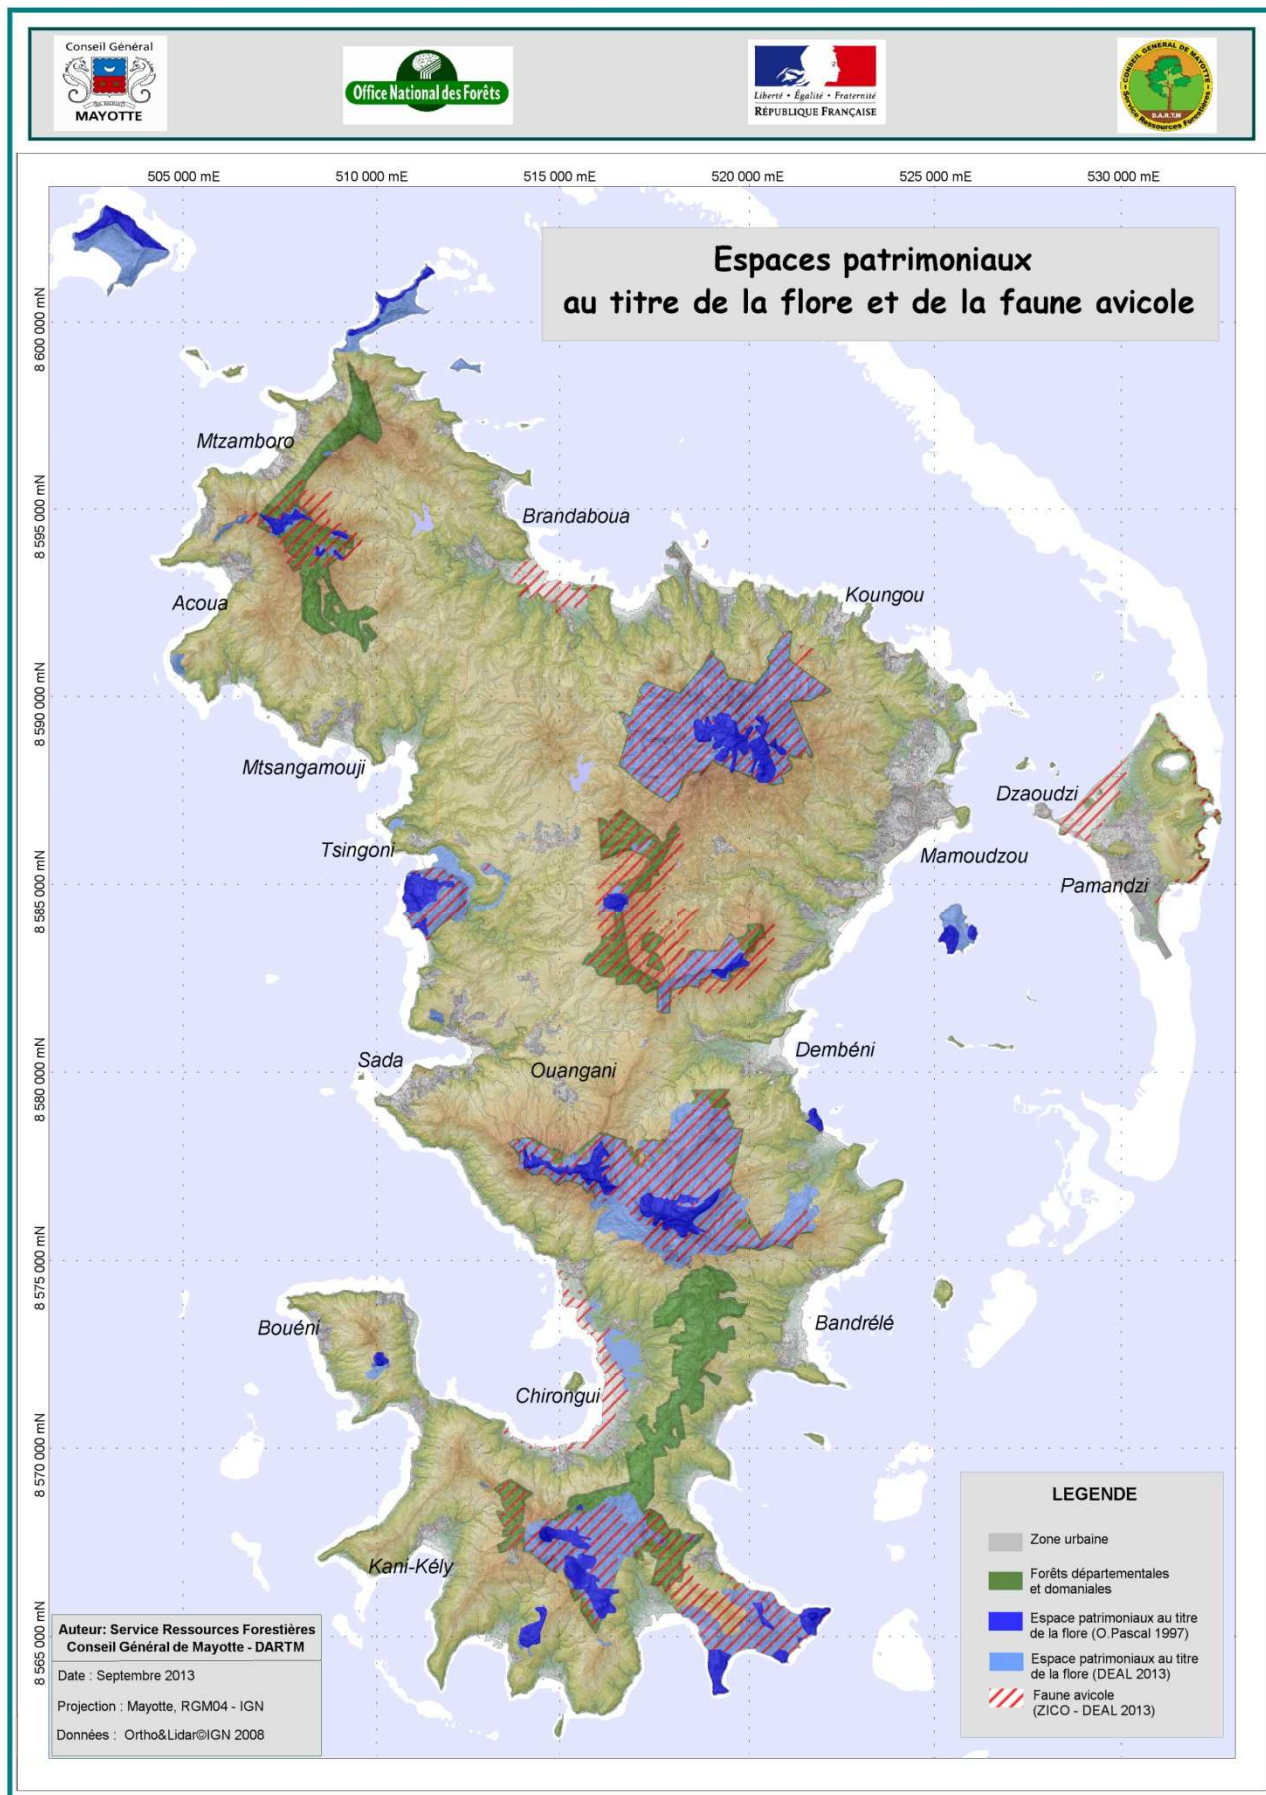 Conseil Général
MAYOTTE
Office National des Forêts
Liberté • Égalité • Fraternité
RÉPUBLIQUE FRANÇAISE
CONSEIL GENERAL DE MAYOTTE
D.A.R.T.M
Service Ressources Forestières
505 000 mE
510 000 mE
515 000 mE
520 000 mE
525 000 mE
530 000 mE
Espaces patrimoniaux
au titre de la flore et de la faune avicole
8 600 000 mN
8 595 000 mN
8 590 000 mN
8 585 000 mN
8 580 000 mN
8 575 000 mN
8 570 000 mN
8 565 000 mN
Mtzamboro
Brandaboua
Acoua
Koungou
Mtsangamouji
Dzaoudzi
Tsingoni
Mamoudzou
Pamandzi
Dembéni
Sada
Ouangani
Bouéni
Bandrélé
Chirongui
Kani-Kély
LEGENDE
Zone urbaine
Forêts départementales
et domaniales
Espace patrimoniaux au titre
de la flore (O.Pascal 1997)
Espace patrimoniaux au titre
de la flore (DEAL 2013)
Faune avicole
(ZICO - DEAL 2013)
Auteur: Service Ressources Forestières
Conseil Général de Mayotte - DARTM
Date : Septembre 2013
Projection : Mayotte, RGM04 - IGN
Données : Ortho&Lidar©IGN 2008